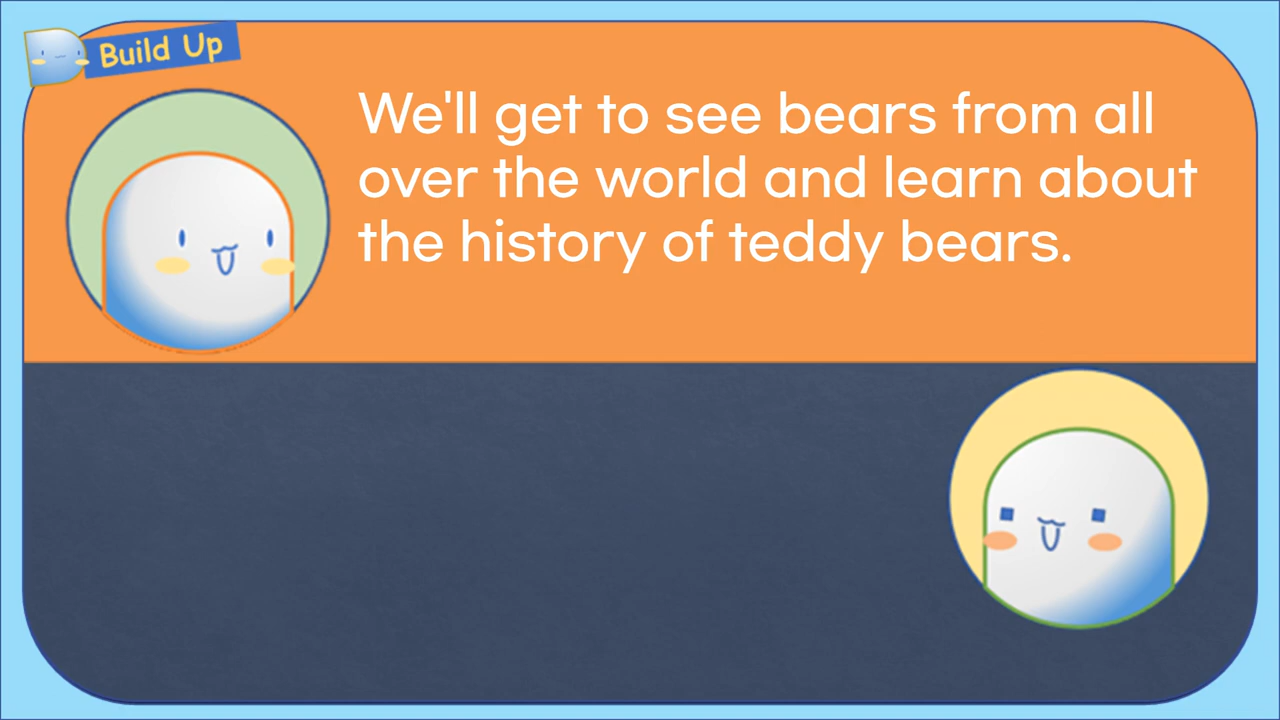 Build Up
We'll get to see bears from all
over the world and learn about
the history of teddy bears.